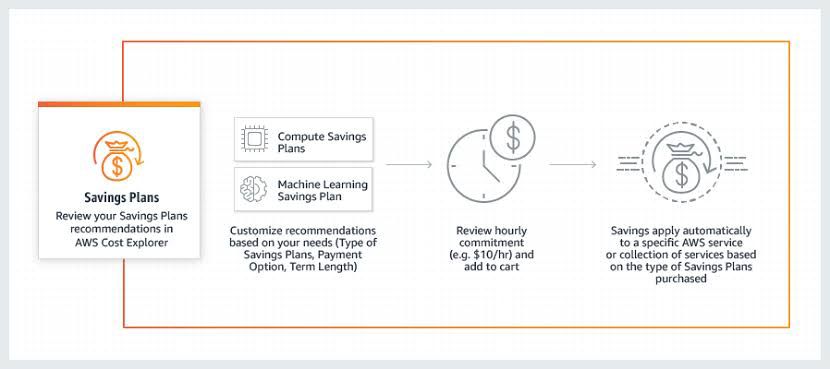 Savings Plans
Review your Savings Plans
recommendations in
AWS Cost Explorer
Compute Savings
Plans
Machine Learning
Savings Plan
Customize recommendations
based on your needs (Type of
Savings Plans, Payment
Option, Term Length)
$
Review hourly
commitment
(e.g. $10/hr) and
add to cart
$
Savings apply automatically
to a specific AWS service
or collection of services based
on the type of Savings Plans
purchased